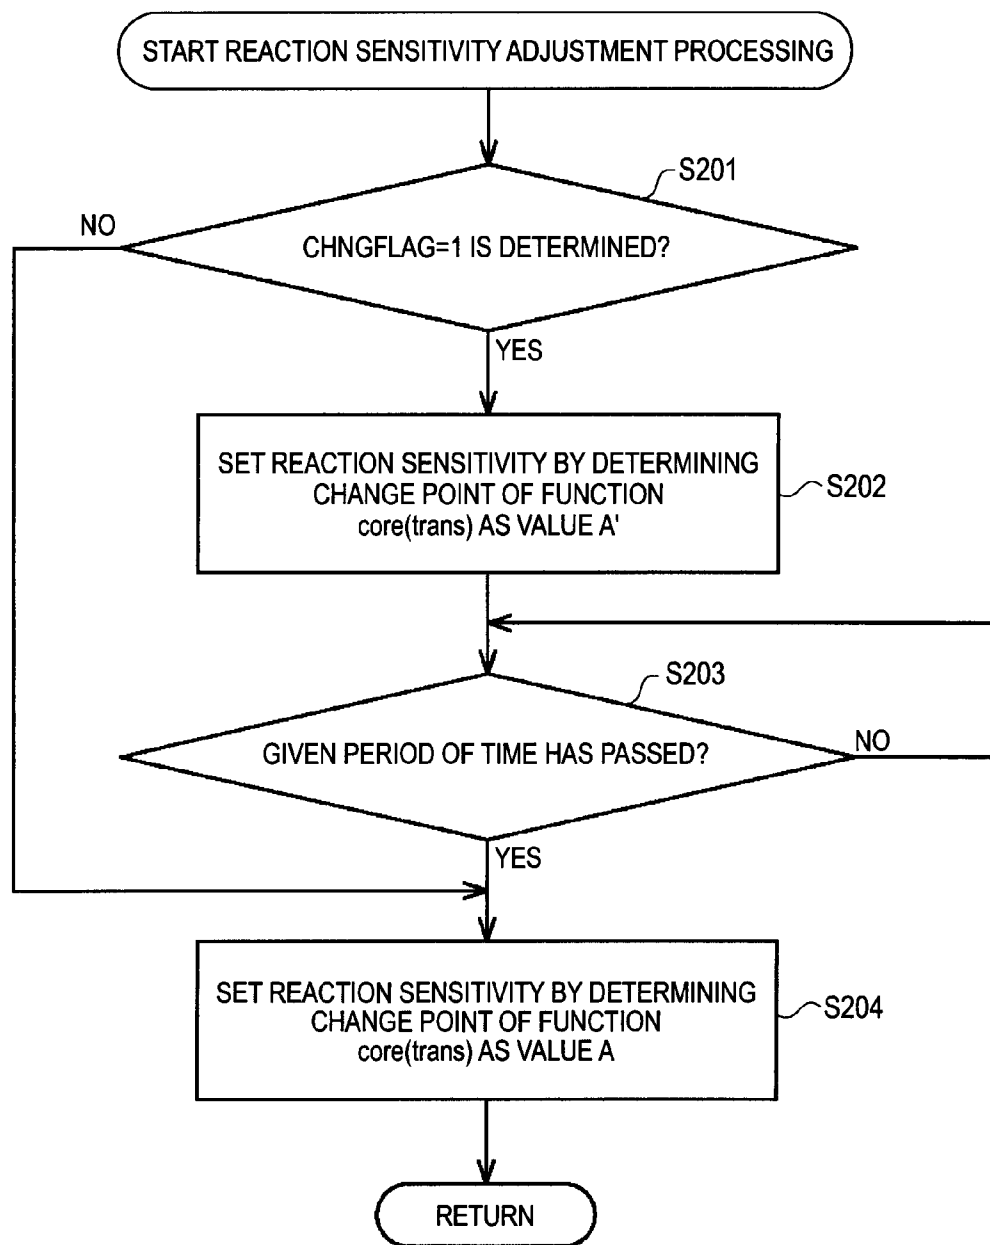 START REACTION SENSITIVITY ADJUSTMENT PROCESSING
S201
NO
CHNGFLAG=1 IS DETERMINED?
YES
SET REACTION SENSITIVITY BY DETERMINING
CHANGE POINT OF FUNCTION
core(trans) AS VALUE A'
S202
S203
GIVEN PERIOD OF TIME HAS PASSED?
NO
YES
SET REACTION SENSITIVITY BY DETERMINING
CHANGE POINT OF FUNCTION
core(trans) AS VALUE A
S204
RETURN